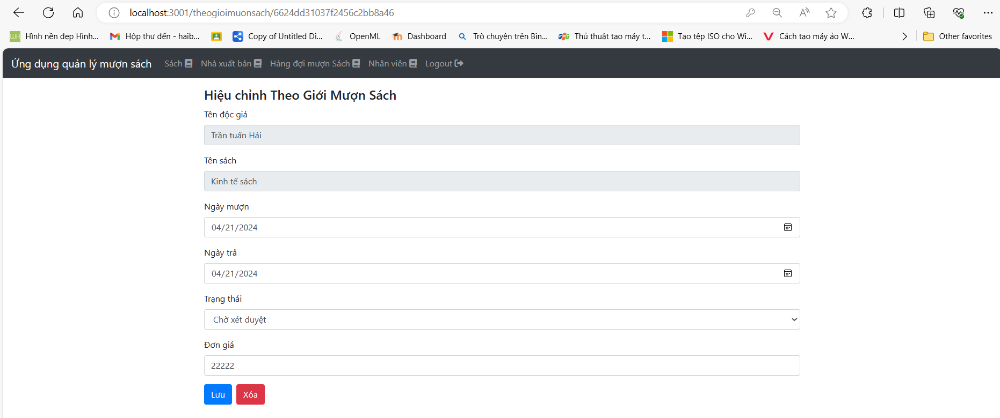 localhost:3001/theogioimuonsach/6624dd31037f2456c2bb8a46
Hình nền đẹp Hình... Hộp thư đến - haib... Copy of Untitled Di... OpenML Dashboard Trò chuyện trên Bin... Thủ thuật tạo máy t... Tạo tệp ISO cho Wi... Cách tạo máy ảo W... Other favorites
Ứng dụng quản lý mượn sách Sách Nhà xuất bản Hàng đợi mượn Sách Nhân viên Logout
Hiệu chỉnh Theo Giới Mượn Sách
Tên độc giả
Trần tuấn Hải
Tên sách
Kinh tế sách
Ngày mượn
04/21/2024
Ngày trả
04/21/2024
Trạng thái
Chờ xét duyệt
Đơn giá
22222
Lưu Xóa